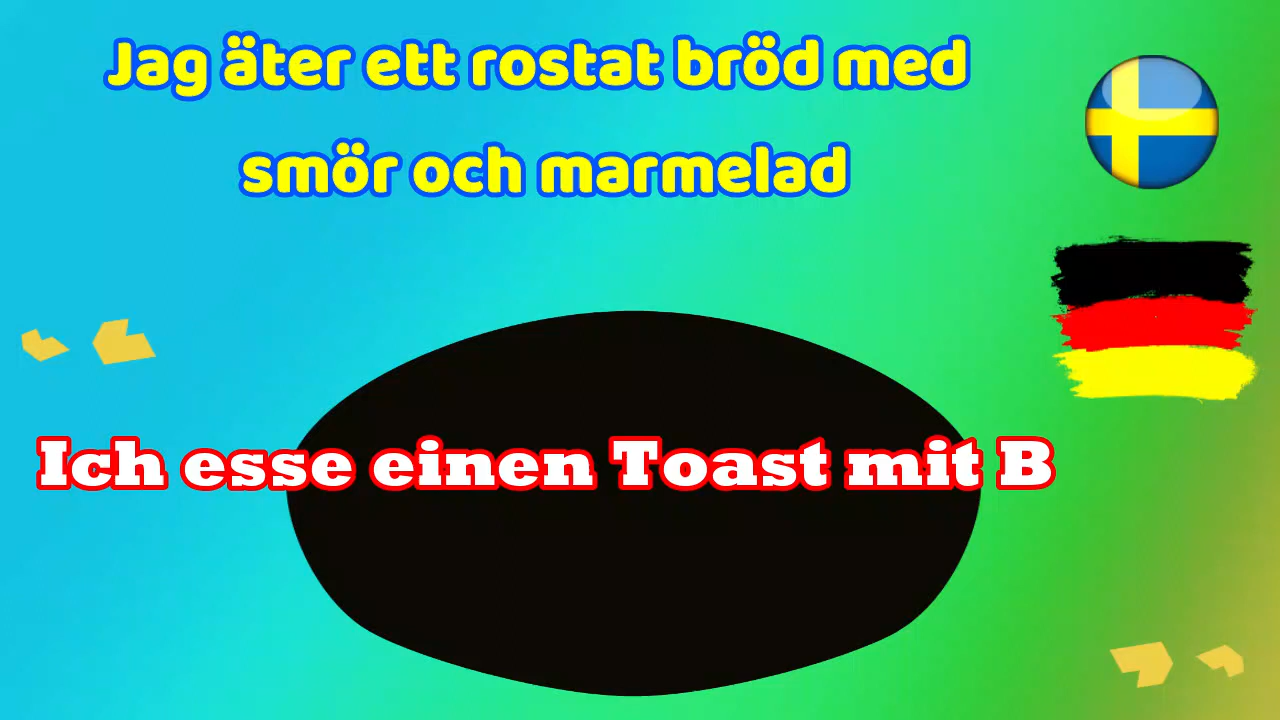 Jag äter ett rostat bröd med
smör och marmelad
Ich esse einen Toast mit B